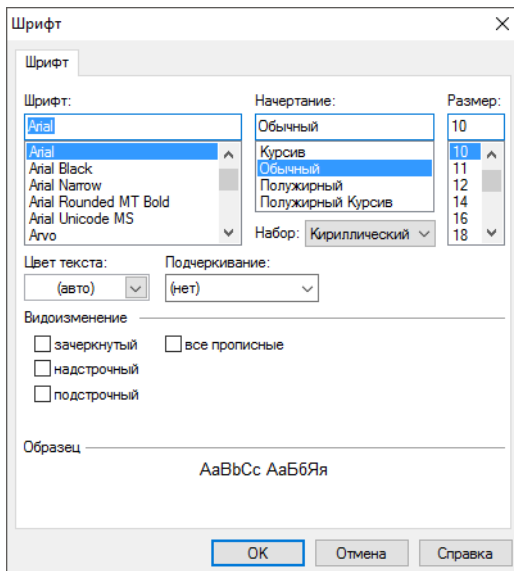 Шрифт
Шрифт
Шрифт:
Начертание:
Размер:
Arial
Обычный
10
Arial
Arial Black
Arial Narrow
Arial Rounded MT Bold
Arial Unicode MS
Arvo
Курсив
Обычный
Полужирный
Полужирный Курсив
10
11
12
14
16
18
Набор: Кириллический
Цвет текста:
Подчеркивание:
(авто)
(нет)
Видоизменение
зачеркнутый
все прописные
надстрочный
подстрочный
Образец
AaBbCc АаБбЯя
OK
Отмена
Справка